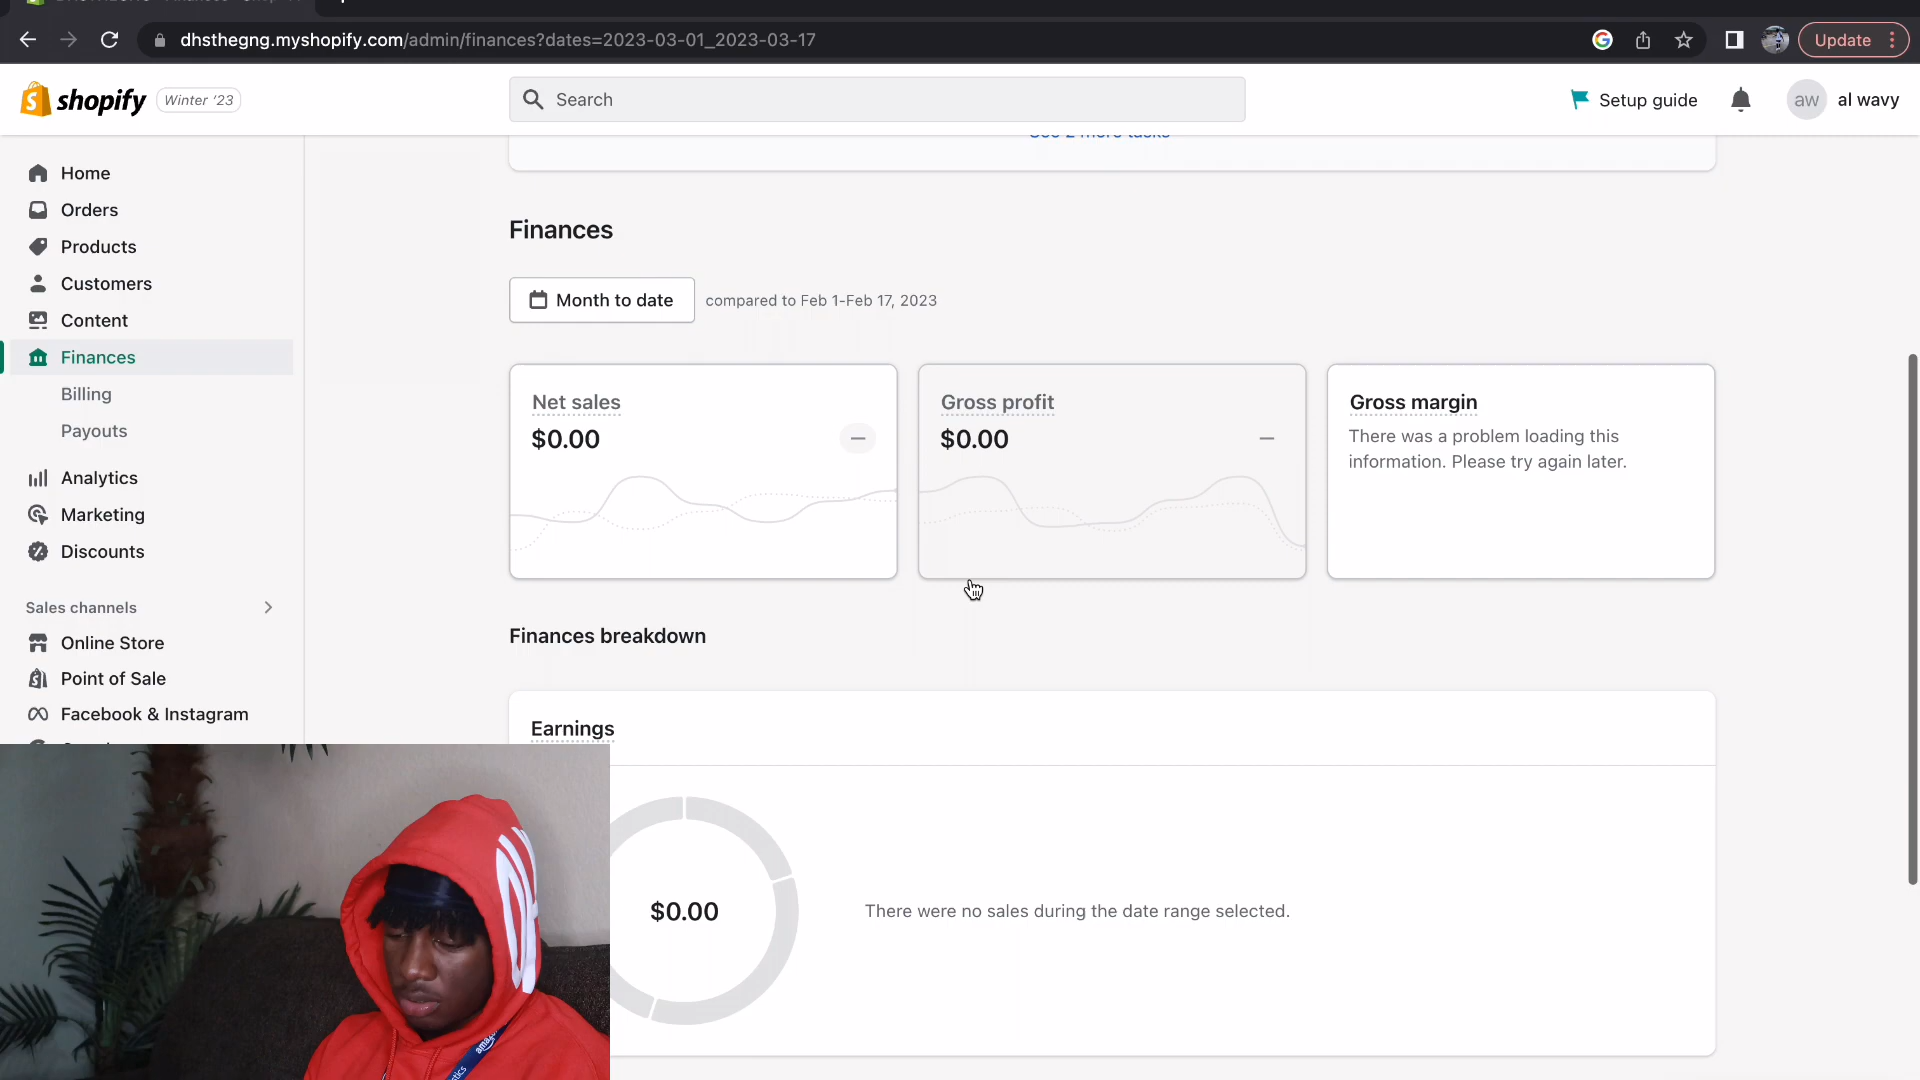 dhsthegng.myshopify.com/admin/finances?dates=2023-03-01_2023-03-17
Update
shopify
Winter '23
Search
Setup guide
aw
al wavy
See 2 more tasks
Home
Orders
Products
Customers
Content
Finances
Billing
Payouts
Analytics
Marketing
Discounts
Sales channels
Online Store
Point of Sale
Facebook & Instagram
Finances
Month to date
compared to Feb 1-Feb 17, 2023
Net sales
$0.00
Gross profit
$0.00
Gross margin
There was a problem loading this
information. Please try again later.
Finances breakdown
Earnings
$0.00
There were no sales during the date range selected.